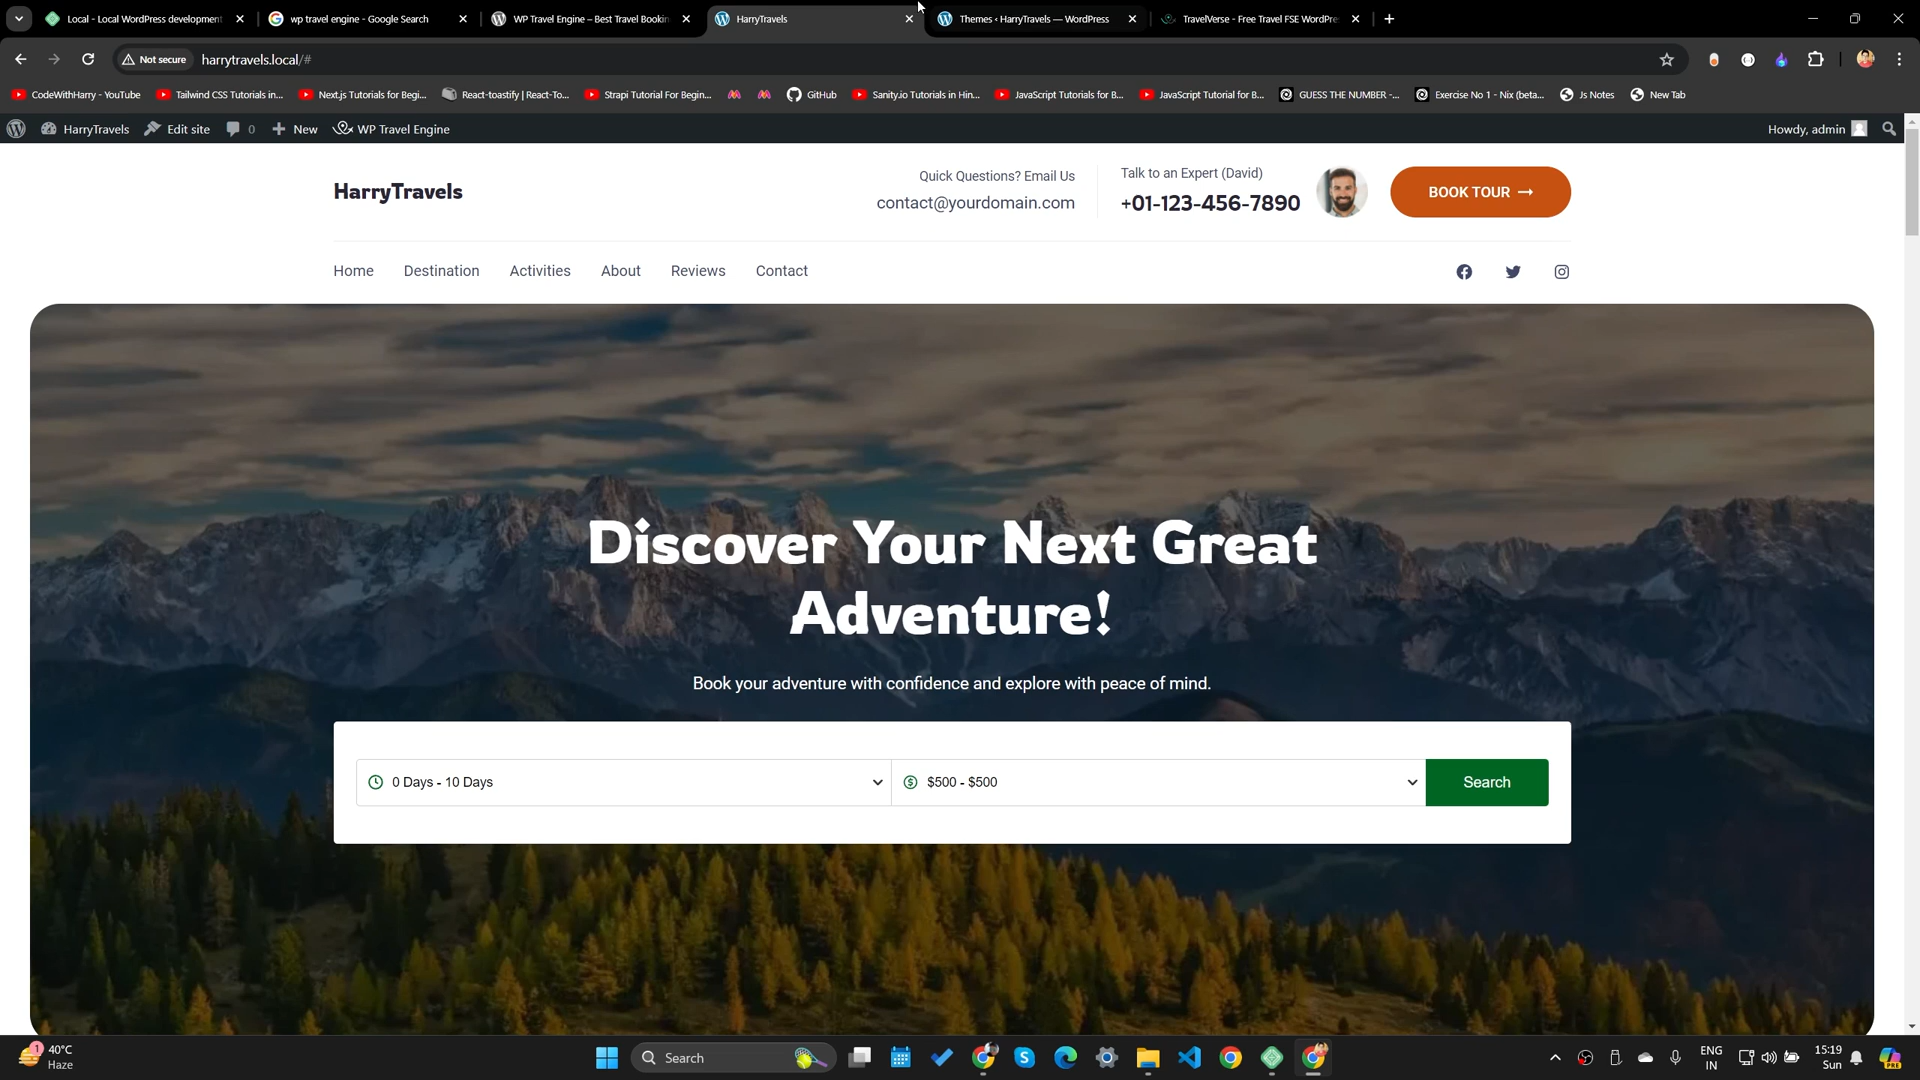 Local - Local WordPress development
wp travel engine - Google Search
WP Travel Engine – Best Travel Bookin
HarryTravels
Themes ‹ HarryTravels — WordPress
TravelVerse - Free Travel FSE WordPre
Not secure
harrytravels.local/#
CodeWithHarry - YouTube
Tailwind CSS Tutorials in...
Next.js Tutorials for Begi...
React-toastify | React-To...
Strapi Tutorial For Begin...
GitHub
Sanity.io Tutorials in Hin...
JavaScript Tutorials for B...
JavaScript Tutorial for B...
GUESS THE NUMBER -...
Exercise No 1 - Nix (beta...
Js Notes
New Tab
HarryTravels
Edit site
0
New
WP Travel Engine
Howdy, admin
HarryTravels
Quick Questions? Email Us
contact@yourdomain.com
Talk to an Expert (David)
+01-123-456-7890
BOOK TOUR
Home
Destination
Activities
About
Reviews
Contact
Discover Your Next Great
Adventure!
Book your adventure with confidence and explore with peace of mind.
0 Days - 10 Days
$500 - $500
Search
1
40°C
Haze
Search
ENG
IN
15:19
Sun
PRE